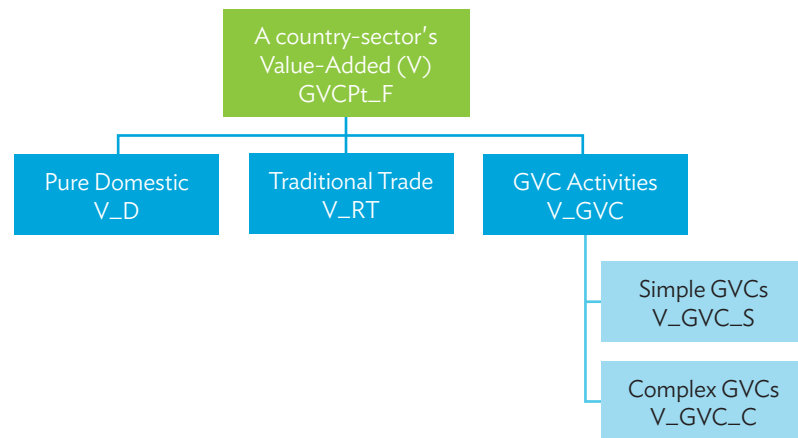 A country-sector's
Value-Added (V)
GVCPt_F
Pure Domestic
V_D
Traditional Trade
V_RT
GVC Activities
V_GVC
Simple GVCs
V_GVC_S
Complex GVCs
V_GVC_C